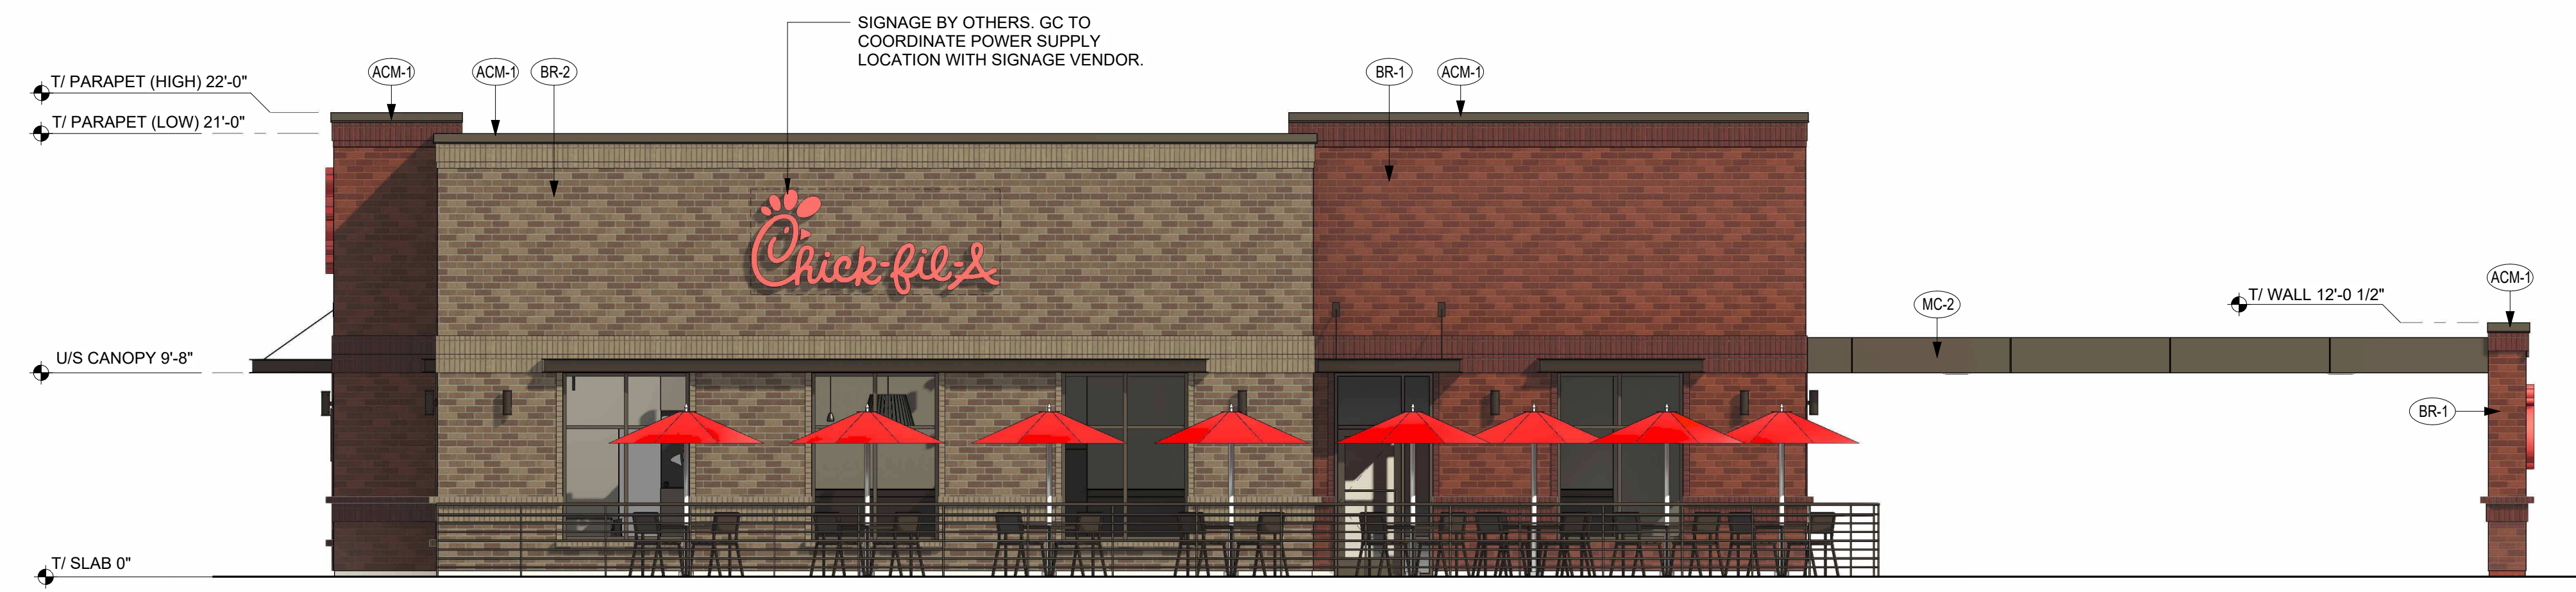 SIGNAGE BY OTHERS. GC TO
COORDINATE POWER SUPPLY
LOCATION WITH SIGNAGE VENDOR.
T/ PARAPET (HIGH) 22'-0"
ACM-1
ACM-1
BR-2
BR-1
ACM-1
T/ PARAPET (LOW) 21'-0"
Chick-fil-A
ACM-1
T/ WALL 12'-0 1/2"
MC-2
U/S CANOPY 9'-8"
BR-1
T/ SLAB 0"